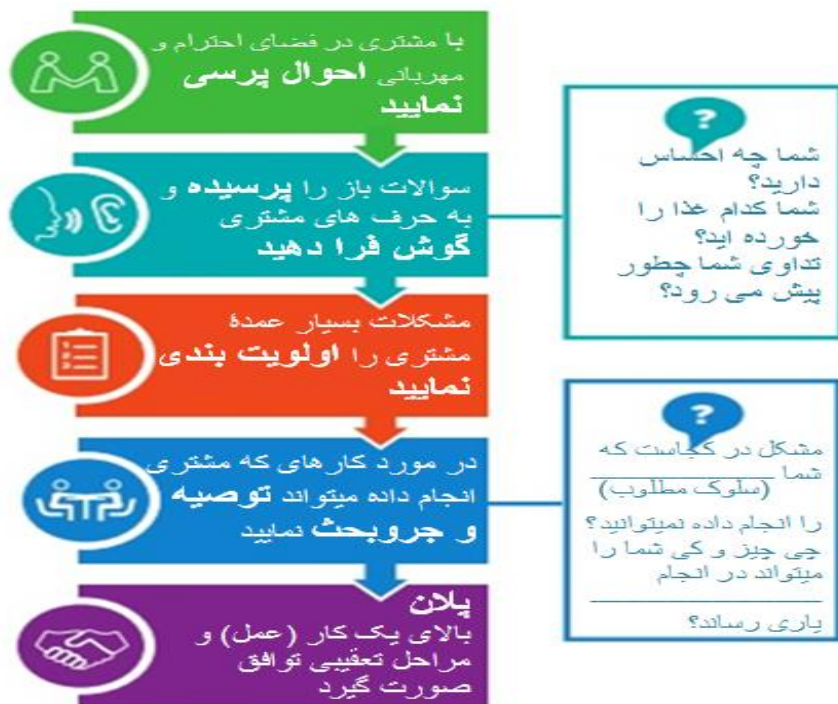 با مشتری در فضای احترام و
مهربانی احوال پرسی
نمایید
سوالات باز را پرسیده و
به حرف های مشتری
گوش فرا دهید
?
شما چه احساس
دارید؟
شما کدام غذا را
خورده اید؟
تداوی شما چطور
پیش می رود؟
مشکلات بسیار عمدۀ
مشتری را اولویت بندی
نمایید
در مورد کارهای که مشتری
انجام داده میتواند توصیه
و جروبحث نمایید
?
مشکل در کجاست که
شما ____________
(سلوک مطلوب)
را انجام داده نمیتوانید؟
چی چیز و کی شما را
میتواند در انجام
____________
یاری رساند؟
پلان
بالای یک کار (عمل) و
مراحل تعقیبی توافق
صورت گیرد